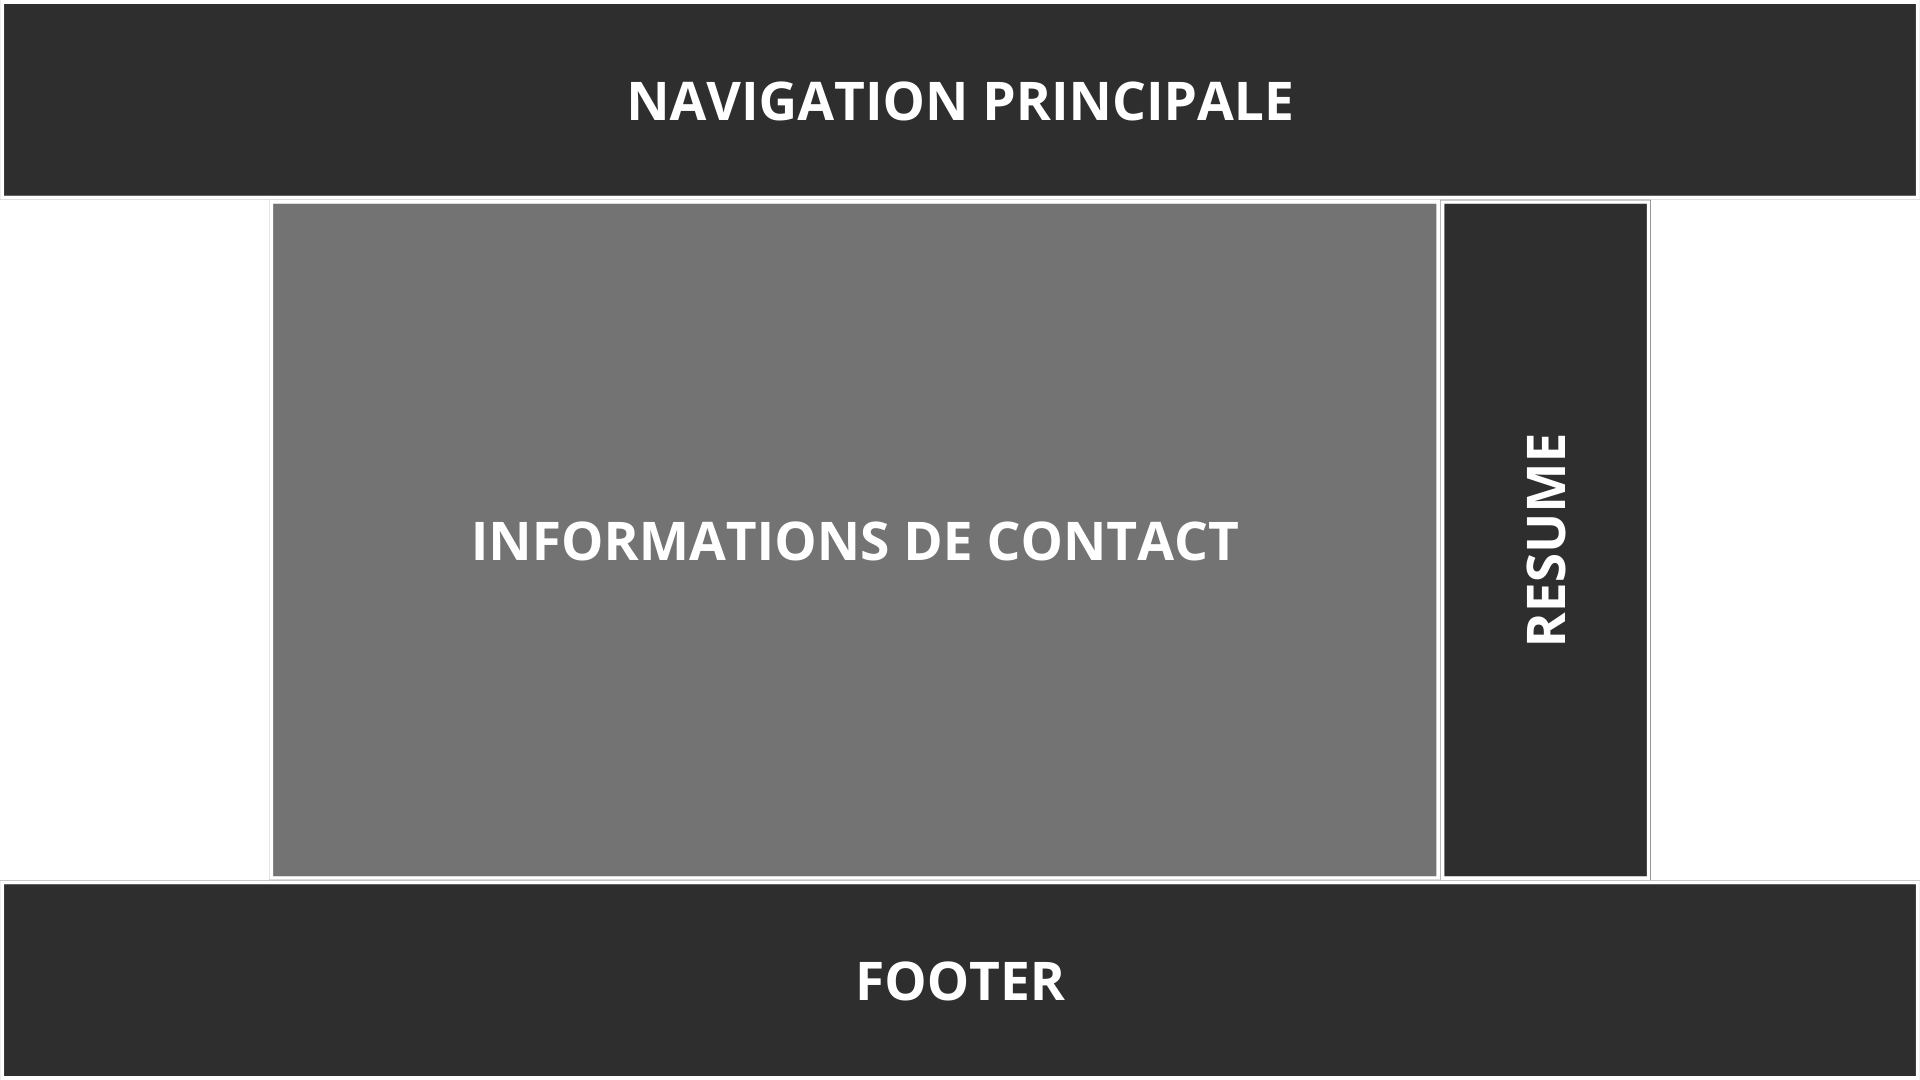 NAVIGATION PRINCIPALE
INFORMATIONS DE CONTACT
RESUME
FOOTER